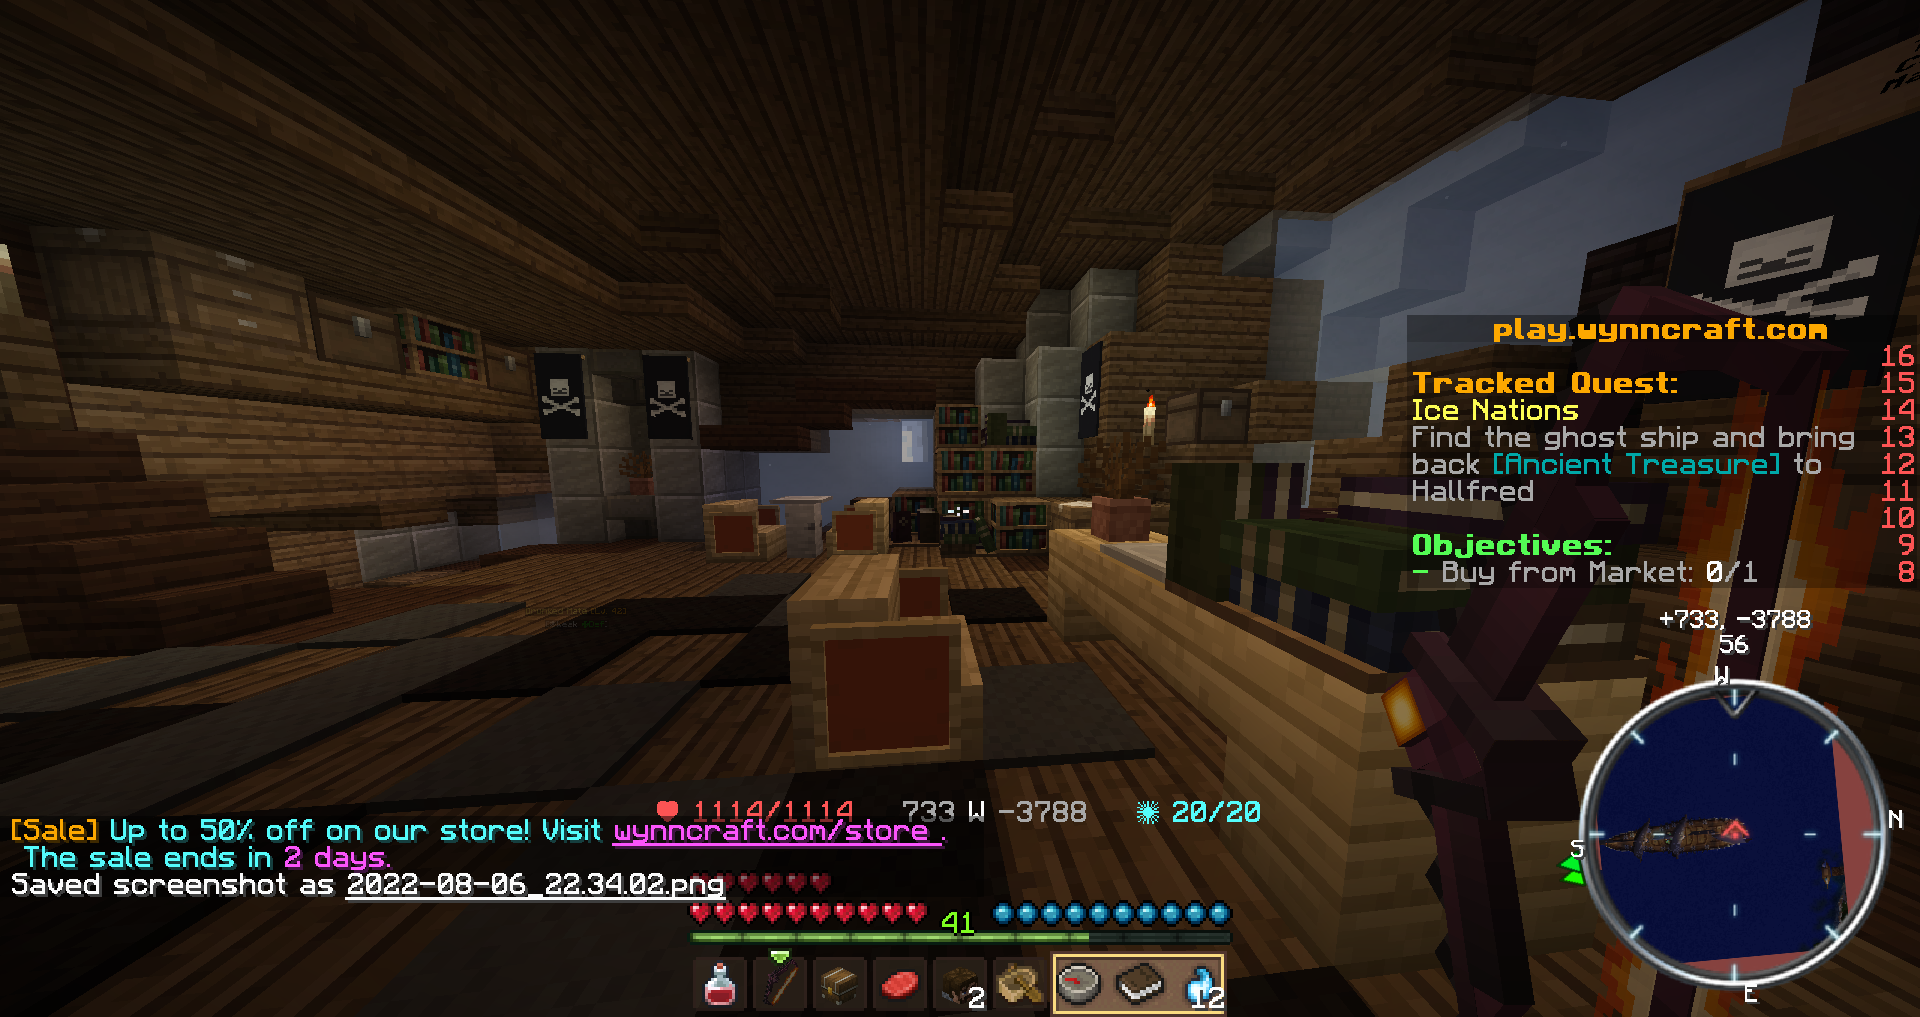 play.wynncraft.com
16
Tracked Quest: 15
Ice Nations 14
Find the ghost ship and bring 13
back [Ancient Treasure] to 12
Hallfred 11
10
Objectives: 9
- Buy from Market: 0/1 8
+733, -3788
56
W
N
S
E
1114/1114 733 W -3788 20/20
[Sale] Up to 50% off on our store! Visit wynncraft.com/store .
The sale ends in 2 days.
Saved screenshot as 2022-08-06_22.34.02.png
41
2
12